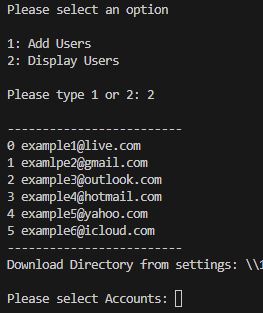 Please select an option
1: Add Users
2: Display Users
Please type 1 or 2: 2
-------------------------
0 example1@live.com
1 examlpe2@gmail.com
2 example3@outlook.com
3 example4@hotmail.com
4 example5@yahoo.com
5 example6@icloud.com
-------------------------
Download Directory from settings: \\
Please select Accounts: